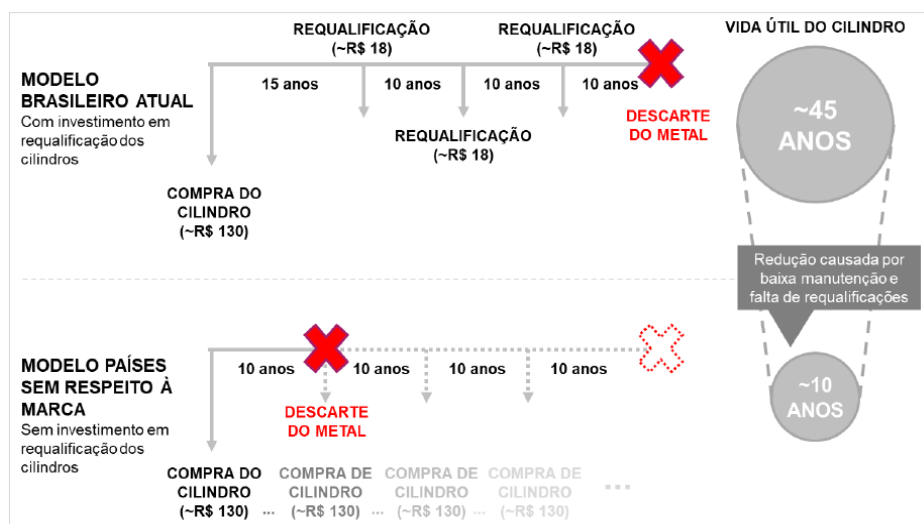 REQUALIFICAÇÃO
(~R$ 18)
REQUALIFICAÇÃO
(~R$ 18)
VIDA ÚTIL DO CILINDRO
MODELO
BRASILEIRO ATUAL
Com investimento em
requalificação dos
cilindros
15 anos
10 anos
10 anos
10 anos
DESCARTE
DO METAL
REQUALIFICAÇÃO
(~R$ 18)
COMPRA DO
CILINDRO
(~R$ 130)
~45
ANOS
Redução causada por
baixa manutenção e
falta de requalificações
MODELO PAÍSES
SEM RESPEITO À
MARCA
Sem investimento em
requalificação dos
cilindros
10 anos
10 anos
10 anos
10 anos
DESCARTE
DO METAL
~10
ANOS
COMPRA DO
CILINDRO
(~R$ 130)
...
COMPRA DE
CILINDRO
(~R$ 130)
...
COMPRA DE
CILINDRO
(~R$ 130)
...
COMPRA DE
CILINDRO
(~R$ 130)
...